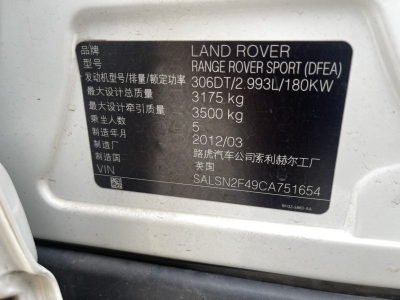 品牌 LAND ROVER
型号 RANGE ROVER SPORT (DFEA)
发动机型号/排量/额定功率 306DT/2.993L/180KW
最大设计总质量 3175 kg
最大设计牵引质量 3500 kg
乘坐人数 5
制造年月 2012/03
制造商 路虎汽车公司索利赫尔工厂
制造国 英国
VIN SALSN2F49CA751654